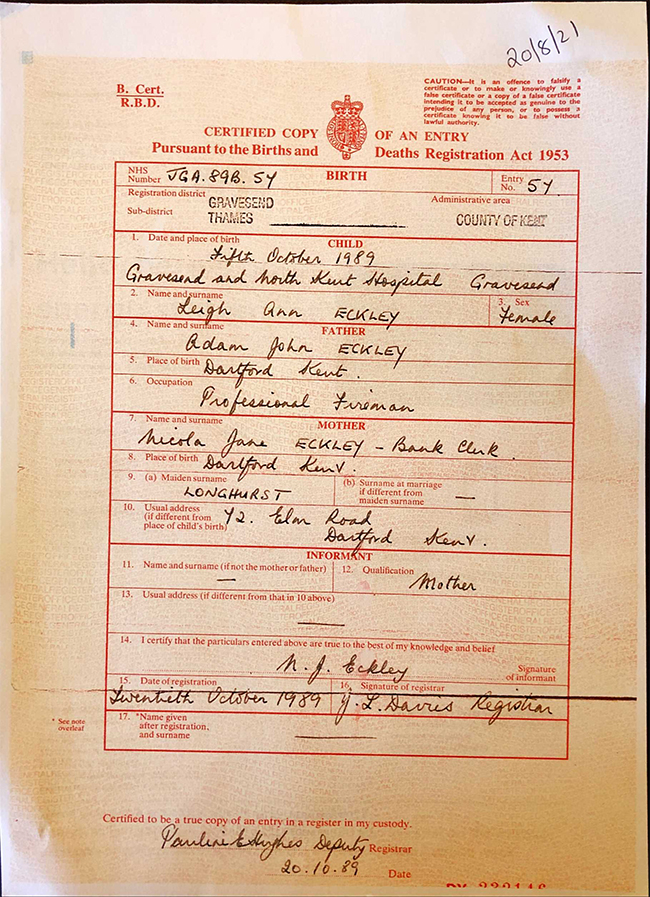 20/8/21
B. Cert.
R.B.D.
CAUTION—It is an offence to falsify a
certificate or to make or knowingly use a
false certificate or a copy of a false certificate
intending it to be accepted as genuine to the
prejudice of any person, or to possess a
certificate knowing it to be false without
lawful authority.
CERTIFIED COPY OF AN ENTRY
Pursuant to the Births and Deaths Registration Act 1953
NHS Number JGA.89B.57 BIRTH Entry No. 57
Registration district GRAVESEND Administrative area
Sub-district THAMES COUNTY OF KENT
1. Date and place of birth CHILD
Fifth October 1989
Gravesend and North Kent Hospital Gravesend
2. Name and surname 3. Sex
Leigh Ann ECKLEY Female
4. Name and surname FATHER
Adam John ECKLEY
5. Place of birth Dartford Kent.
6. Occupation
Professional Fireman
7. Name and surname MOTHER
Nicola Jane ECKLEY - Bank Clerk.
8. Place of birth Dartford Kent.
9. (a) Maiden surname (b) Surname at marriage
if different from
maiden surname —
LONGHURST
10. Usual address
(if different from
place of child's birth) 72. Elm Road
Dartford Kent.
INFORMANT
11. Name and surname (if not the mother or father) 12. Qualification
— Mother
13. Usual address (if different from that in 10 above)
—
14. I certify that the particulars entered above are true to the best of my knowledge and belief
N. J. Eckley Signature
of informant
15. Date of registration 16. Signature of registrar
Twentieth October 1989 Y. L. Davies Registrar
17. *Name given
after registration,
and surname —
* See note
overleaf
Certified to be a true copy of an entry in a register in my custody.
Pauline E Hughes Deputy Registrar
20.10.89 Date